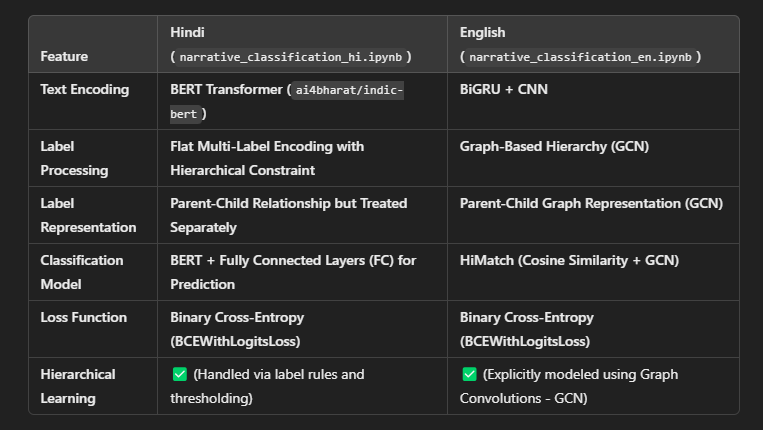 Feature
Hindi
( narrative_classification_hi.ipynb )
English
( narrative_classification_en.ipynb )
Text Encoding
BERT Transformer ( ai4bharat/indic-
bert )
BiGRU + CNN
Label
Processing
Flat Multi-Label Encoding with
Hierarchical Constraint
Graph-Based Hierarchy (GCN)
Label
Representation
Parent-Child Relationship but Treated
Separately
Parent-Child Graph Representation (GCN)
Classification
Model
BERT + Fully Connected Layers (FC) for
Prediction
HiMatch (Cosine Similarity + GCN)
Loss Function
Binary Cross-Entropy
(BCEWithLogitsLoss)
Binary Cross-Entropy
(BCEWithLogitsLoss)
Hierarchical
Learning
✅ (Handled via label rules and
thresholding)
✅ (Explicitly modeled using Graph
Convolutions - GCN)